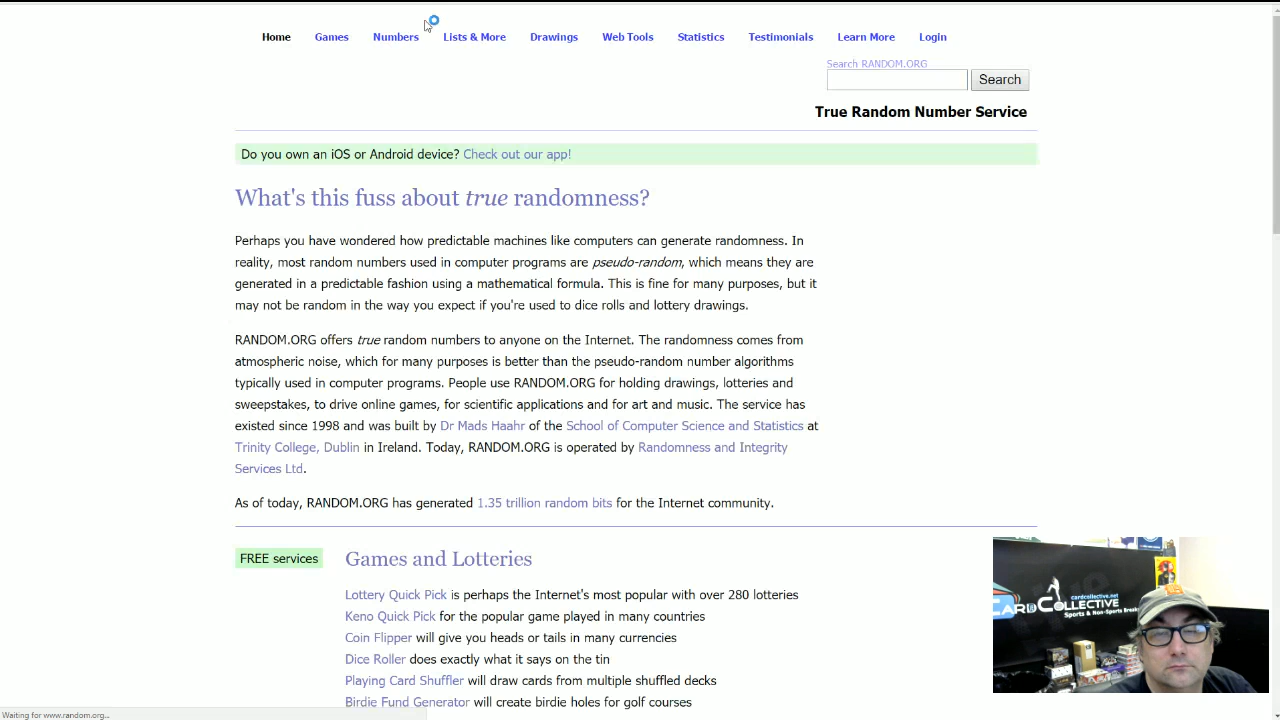 Home Games Numbers Lists & More Drawings Web Tools Statistics Testimonials Learn More Login
Search RANDOM.ORG
Search
True Random Number Service
Do you own an iOS or Android device? Check out our app!
What's this fuss about true randomness?
Perhaps you have wondered how predictable machines like computers can generate randomness. In
reality, most random numbers used in computer programs are pseudo-random, which means they are
generated in a predictable fashion using a mathematical formula. This is fine for many purposes, but it
may not be random in the way you expect if you're used to dice rolls and lottery drawings.
RANDOM.ORG offers true random numbers to anyone on the Internet. The randomness comes from
atmospheric noise, which for many purposes is better than the pseudo-random number algorithms
typically used in computer programs. People use RANDOM.ORG for holding drawings, lotteries and
sweepstakes, to drive online games, for scientific applications and for art and music. The service has
existed since 1998 and was built by Dr Mads Haahr of the School of Computer Science and Statistics at
Trinity College, Dublin in Ireland. Today, RANDOM.ORG is operated by Randomness and Integrity
Services Ltd.
As of today, RANDOM.ORG has generated 1.35 trillion random bits for the Internet community.
FREE services
Games and Lotteries
Lottery Quick Pick is perhaps the Internet's most popular with over 280 lotteries
Keno Quick Pick for the popular game played in many countries
Coin Flipper will give you heads or tails in many currencies
Dice Roller does exactly what it says on the tin
Playing Card Shuffler will draw cards from multiple shuffled decks
Birdie Fund Generator will create birdie holes for golf courses
cardcollective.net
CARDCOLLECTIVE
Sports & Non-Sports Breaks
Waiting for www.random.org...